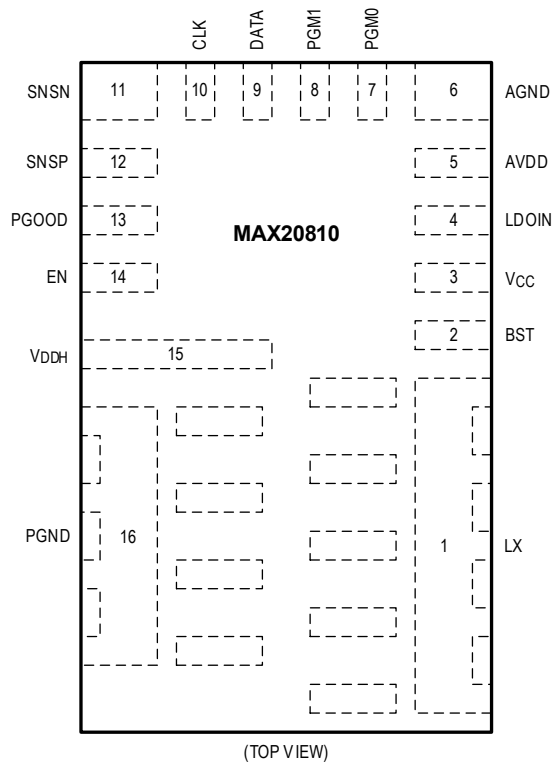 CLK DATA PGM1 PGM0
SNSN 11 10 9 8 7 6 AGND
SNSP 12 5 AVDD
PGOOD 13 4 LDOIN
MAX20810
EN 14 3 VCC
2 BST
VDDH 15
PGND 16 1 LX
(TOP VIEW)